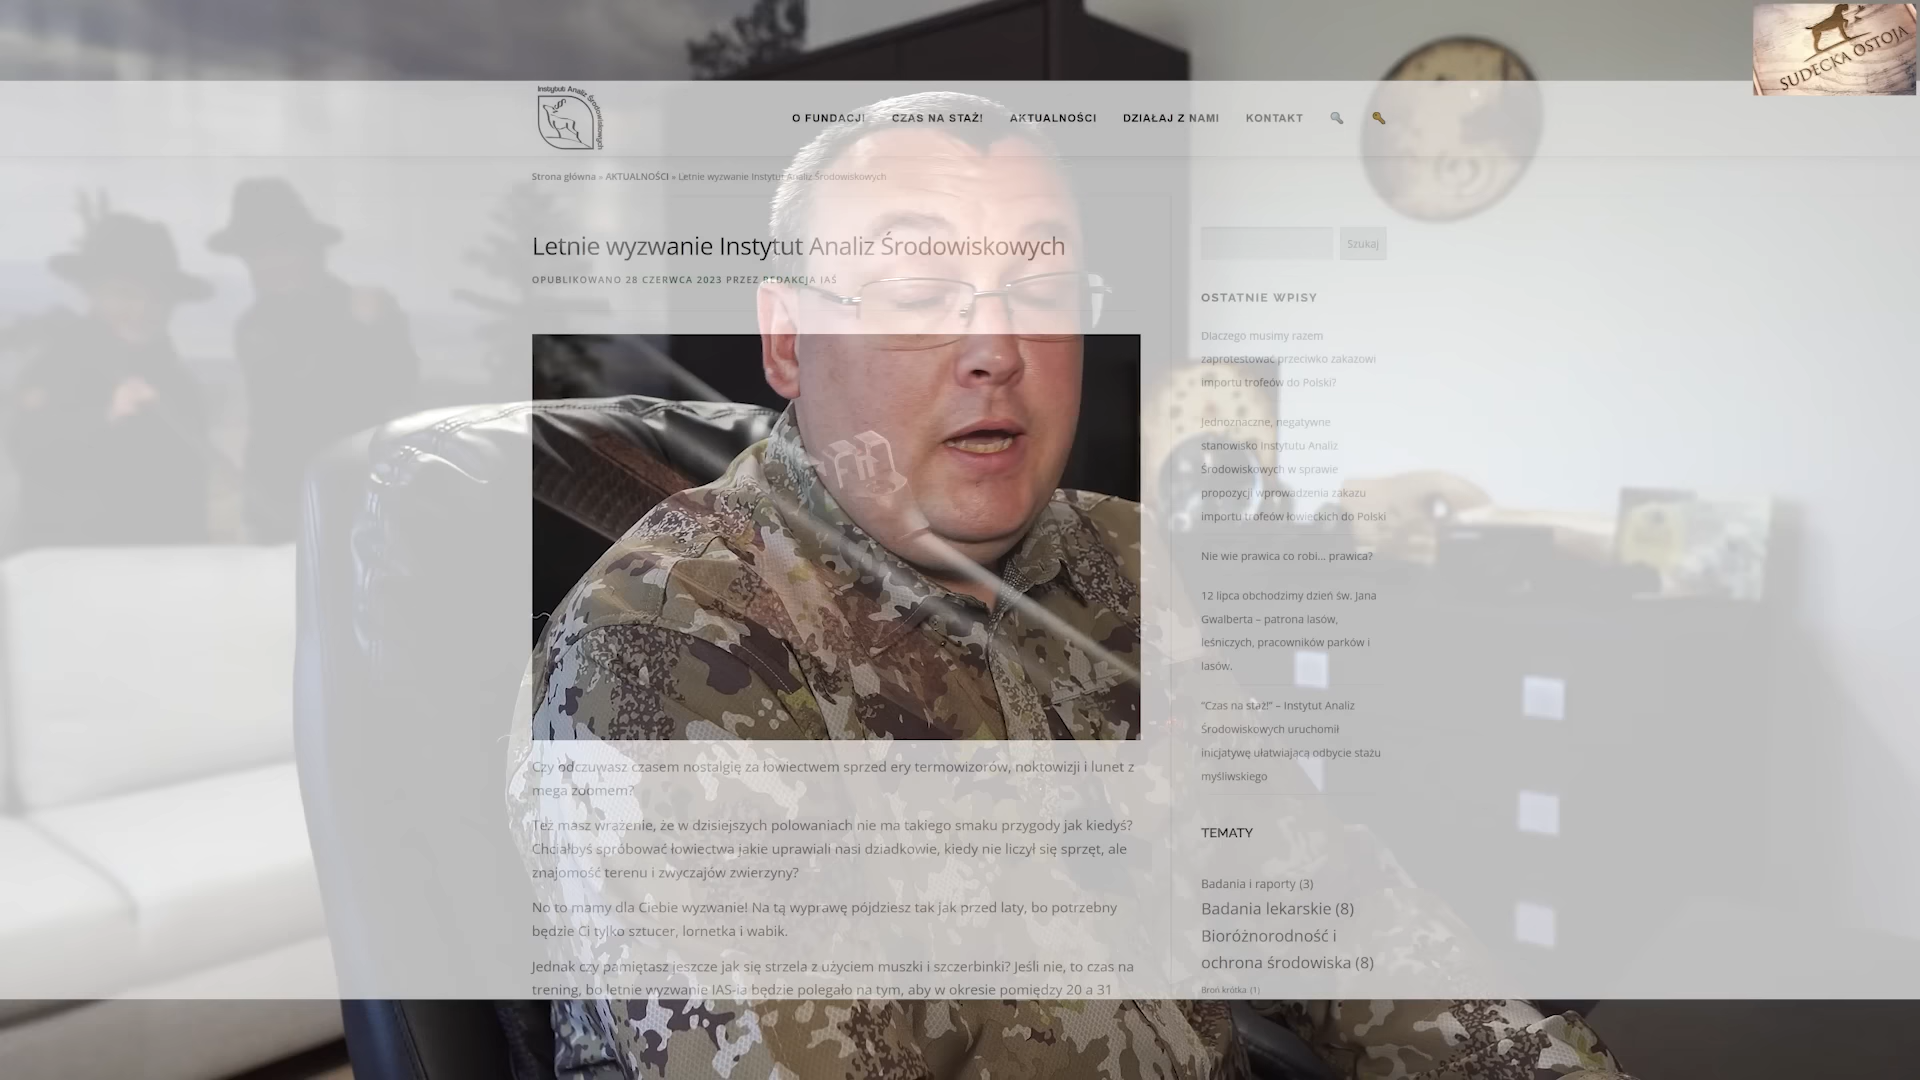 SUDECKA OSTOJA
Instytut Analiz Środowiskowych
O FUNDACJI CZAS NA STAŻ! AKTUALNOŚCI DZIAŁAJ Z NAMI KONTAKT
Strona główna » AKTUALNOŚCI » Letnie wyzwanie Instytut Analiz Środowiskowych
Letnie wyzwanie Instytut Analiz Środowiskowych
OPUBLIKOWANO 28 CZERWCA 2023 PRZEZ REDAKCJA IAŚ
Czy odczuwasz czasem nostalgię za łowiectwem sprzed ery termowizorów, noktowizji i lunet z
mega zoomem?
Też masz wrażenie, że w dzisiejszych polowaniach nie ma takiego smaku przygody jak kiedyś?
Chciałbyś spróbować łowiectwa jakie uprawiali nasi dziadkowie, kiedy nie liczył się sprzęt, ale
znajomość terenu i zwyczajów zwierzyny?
No to mamy dla Ciebie wyzwanie! Na tą wyprawę pójdziesz tak jak przed laty, bo potrzebny
będzie Ci tylko sztucer, lornetka i wabik.
Jednak czy pamiętasz jeszcze jak się strzela z użyciem muszki i szczerbinki? Jeśli nie, to czas na
trening, bo letnie wyzwanie IAS-ia będzie polegało na tym, aby w okresie pomiędzy 20 a 31
Szukaj
OSTATNIE WPISY
Dlaczego musimy razem
zaprotestować przeciwko zakazowi
importu trofeów do Polski?
Jednoznaczne, negatywne
stanowisko Instytutu Analiz
Środowiskowych w sprawie
propozycji wprowadzenia zakazu
importu trofeów łowieckich do Polski
Nie wie prawica co robi... prawica?
12 lipca obchodzimy dzień św. Jana
Gwalberta – patrona lasów,
leśniczych, pracowników parków i
lasów.
"Czas na staż!" – Instytut Analiz
Środowiskowych uruchomił
inicjatywę ułatwiającą odbycie stażu
myśliwskiego
TEMATY
Badania i raporty (3)
Badania lekarskie (8)
Bioróżnorodność i
ochrona środowiska (8)
Broń krótka (1)